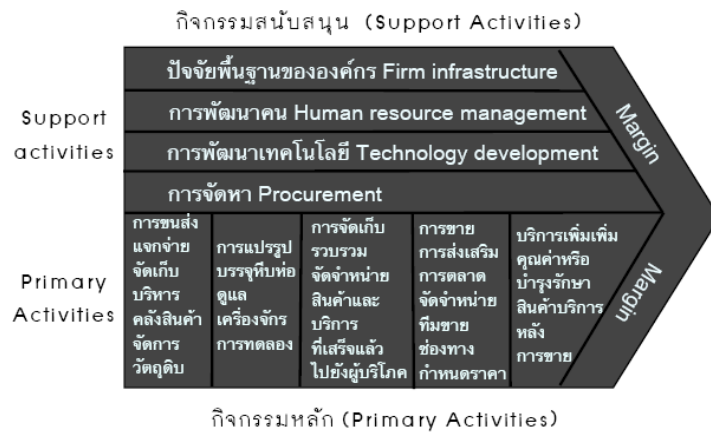 กิจกรรมสนับสนุน (Support Activities)
ปัจจัยพื้นฐานขององค์กร Firm infrastructure
Support
activities
การพัฒนาคน Human resource management
การพัฒนาเทคโนโลยี Technology development
การจัดหา Procurement
Margin
Primary
Activities
การขนส่ง
แจกจ่าย
จัดเก็บ
บริหาร
คลังสินค้า
จัดการ
วัตถุดิบ
การแปรรูป
บรรจุหีบห่อ
ดูแล
เครื่องจักร
การทดลอง
การจัดเก็บ
รวบรวม
จัดจำหน่าย
สินค้าและ
บริการ
ที่เสร็จแล้ว
ไปยังผู้บริโภค
การขาย
การส่งเสริม
การตลาด
จัดจำหน่าย
ทีมขาย
ช่องทาง
กำหนดราคา
บริการเพิ่มเพิ่ม
คุณค่าหรือ
บำรุงรักษา
สินค้าบริการ
หลัง
การขาย
Margin
กิจกรรมหลัก (Primary Activities)